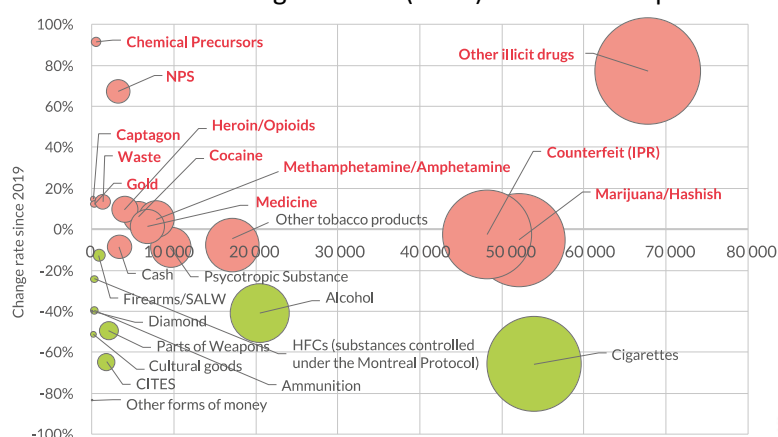 100%
80%
60%
40%
20%
0%
-20%
-40%
-60%
-80%
-100%
Change rate since 2019
0
10 000
20 000
30 000
40 000
50 000
60 000
70 000
80 000
Chemical Precursors
Other illicit drugs
NPS
Captagon
Heroin/Opioids
Waste
Cocaine
Counterfeit (IPR)
Gold
Methamphetamine/Amphetamine
Medicine
Marijuana/Hashish
Other tobacco products
Cash
Psycotropic Substance
Firearms/SALW
Alcohol
Diamond
Parts of Weapons
HFCs (substances controlled
under the Montreal Protocol)
Cigarettes
Cultural goods
CITES
Ammunition
Other forms of money